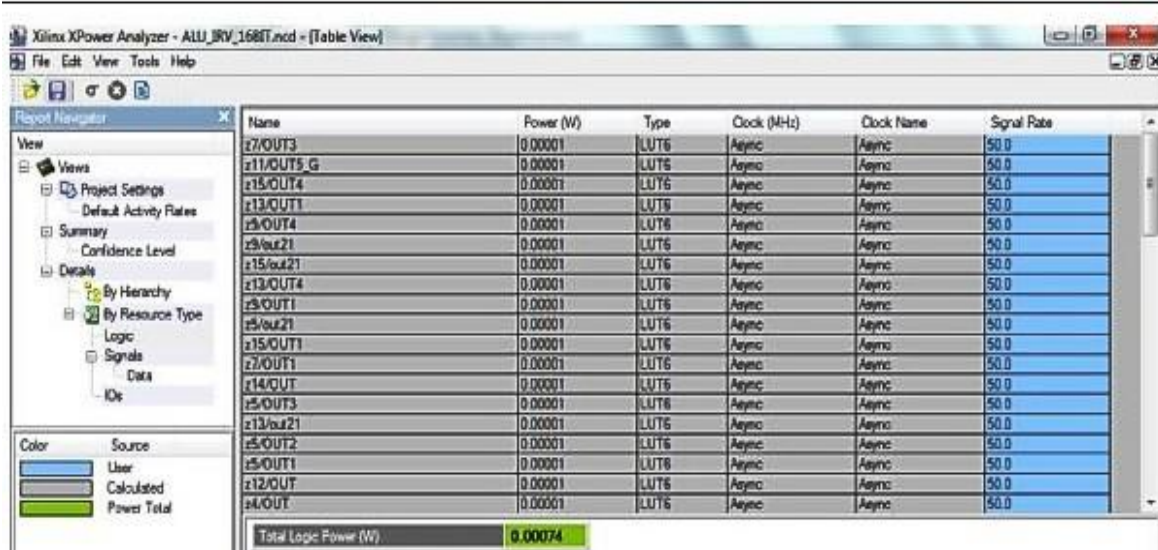 Xilinx XPower Analyzer - ALU_IRV_16BIT.ncd - [Table View]
File Edit View Tools Help
Report Navigator
View
Views
Project Settings
Default Activity Rates
Summary
Confidence Level
Details
By Hierarchy
By Resource Type
Logic
Signals
Data
IOs
Color Source
User
Calculated
Power Total
Name Power (W) Type Clock (MHz) Clock Name Signal Rate
z7/OUT3 0.00001 LUT6 Async Async 50.0
z11/OUT5_G 0.00001 LUT6 Async Async 50.0
z15/OUT4 0.00001 LUT6 Async Async 50.0
z13/OUT1 0.00001 LUT6 Async Async 50.0
z9/OUT4 0.00001 LUT6 Async Async 50.0
z9/out21 0.00001 LUT6 Async Async 50.0
z15/out21 0.00001 LUT6 Async Async 50.0
z13/OUT4 0.00001 LUT6 Async Async 50.0
z9/OUT1 0.00001 LUT6 Async Async 50.0
z5/out21 0.00001 LUT6 Async Async 50.0
z15/OUT1 0.00001 LUT6 Async Async 50.0
z7/OUT1 0.00001 LUT6 Async Async 50.0
z14/OUT 0.00001 LUT6 Async Async 50.0
z5/OUT3 0.00001 LUT6 Async Async 50.0
z13/out21 0.00001 LUT6 Async Async 50.0
z5/OUT2 0.00001 LUT6 Async Async 50.0
z5/OUT1 0.00001 LUT6 Async Async 50.0
z12/OUT 0.00001 LUT6 Async Async 50.0
z4/OUT 0.00001 LUT6 Async Async 50.0
Total Logic Power (W) 0.00074